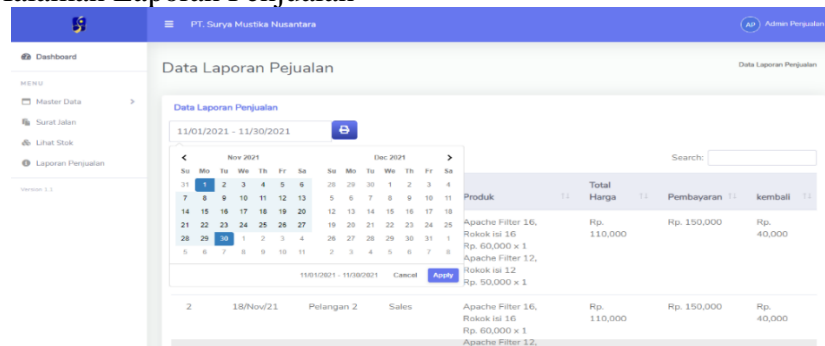 Halaman Laporan Penjualan
PT. Surya Mustika Nusantara
AP Admin Penjualan
Dashboard
MENU
Master Data
Surat Jalan
Lihat Stok
Laporan Penjualan
Version 1.1
Data Laporan Pejualan
Data Laporan Penjualan
Data Laporan Penjualan
11/01/2021 - 11/30/2021
Search:
Nov 2021
Su Mo Tu We Th Fr Sa
31 1 2 3 4 5 6
7 8 9 10 11 12 13
14 15 16 17 18 19 20
21 22 23 24 25 26 27
28 29 30 1 2 3 4
5 6 7 8 9 10 11
Dec 2021
Su Mo Tu We Th Fr Sa
28 29 30 1 2 3 4
5 6 7 8 9 10 11
12 13 14 15 16 17 18
19 20 21 22 23 24 25
26 27 28 29 30 31 1
2 3 4 5 6 7 8
11/01/2021 - 11/30/2021 Cancel Apply
Produk Total Harga Pembayaran kembali
Apache Filter 16, Rp. Rp. 150,000 Rp.
Rokok isi 16 110,000 40,000
Rp. 60,000 x 1
Apache Filter 12,
Rokok isi 12
Rp. 50,000 x 1
2 18/Nov/21 Pelangan 2 Sales Apache Filter 16, Rp. Rp. 150,000 Rp.
Rokok isi 16 110,000 40,000
Rp. 60,000 x 1
Apache Filter 12,